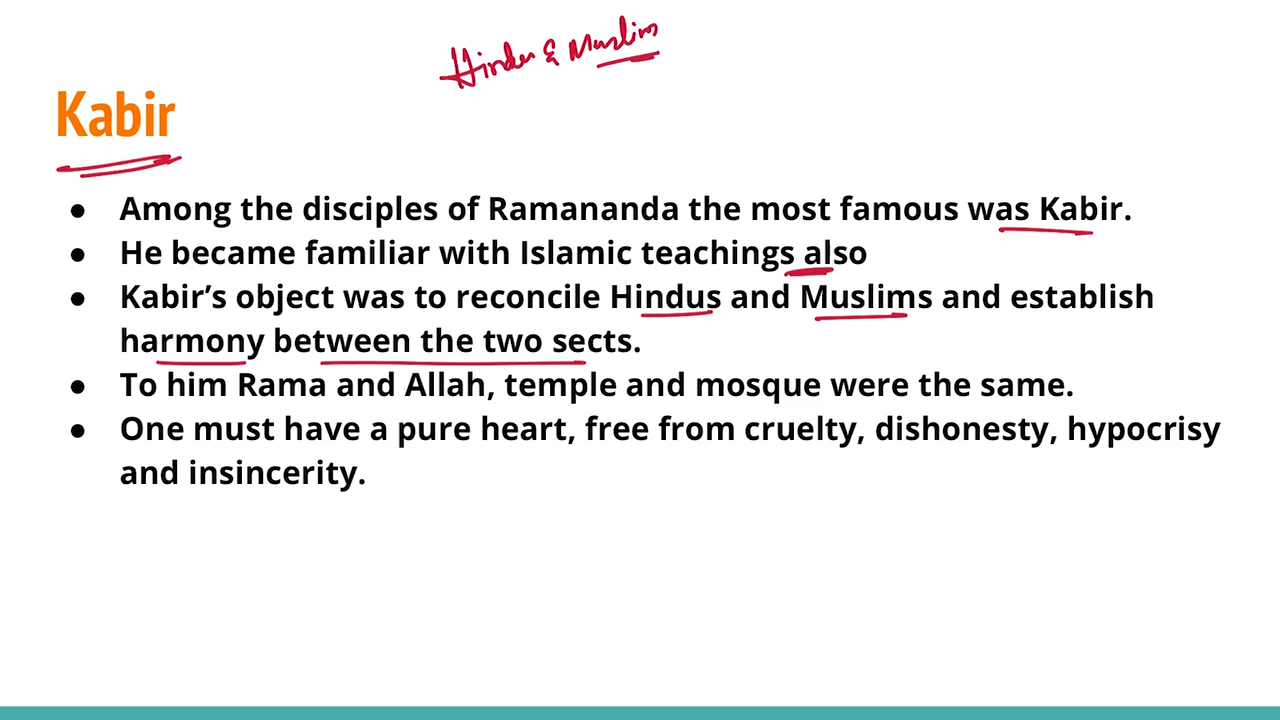 Hindu & Muslim
Kabir
● Among the disciples of Ramananda the most famous was Kabir.
● He became familiar with Islamic teachings also
● Kabir’s object was to reconcile Hindus and Muslims and establish
harmony between the two sects.
● To him Rama and Allah, temple and mosque were the same.
● One must have a pure heart, free from cruelty, dishonesty, hypocrisy
and insincerity.